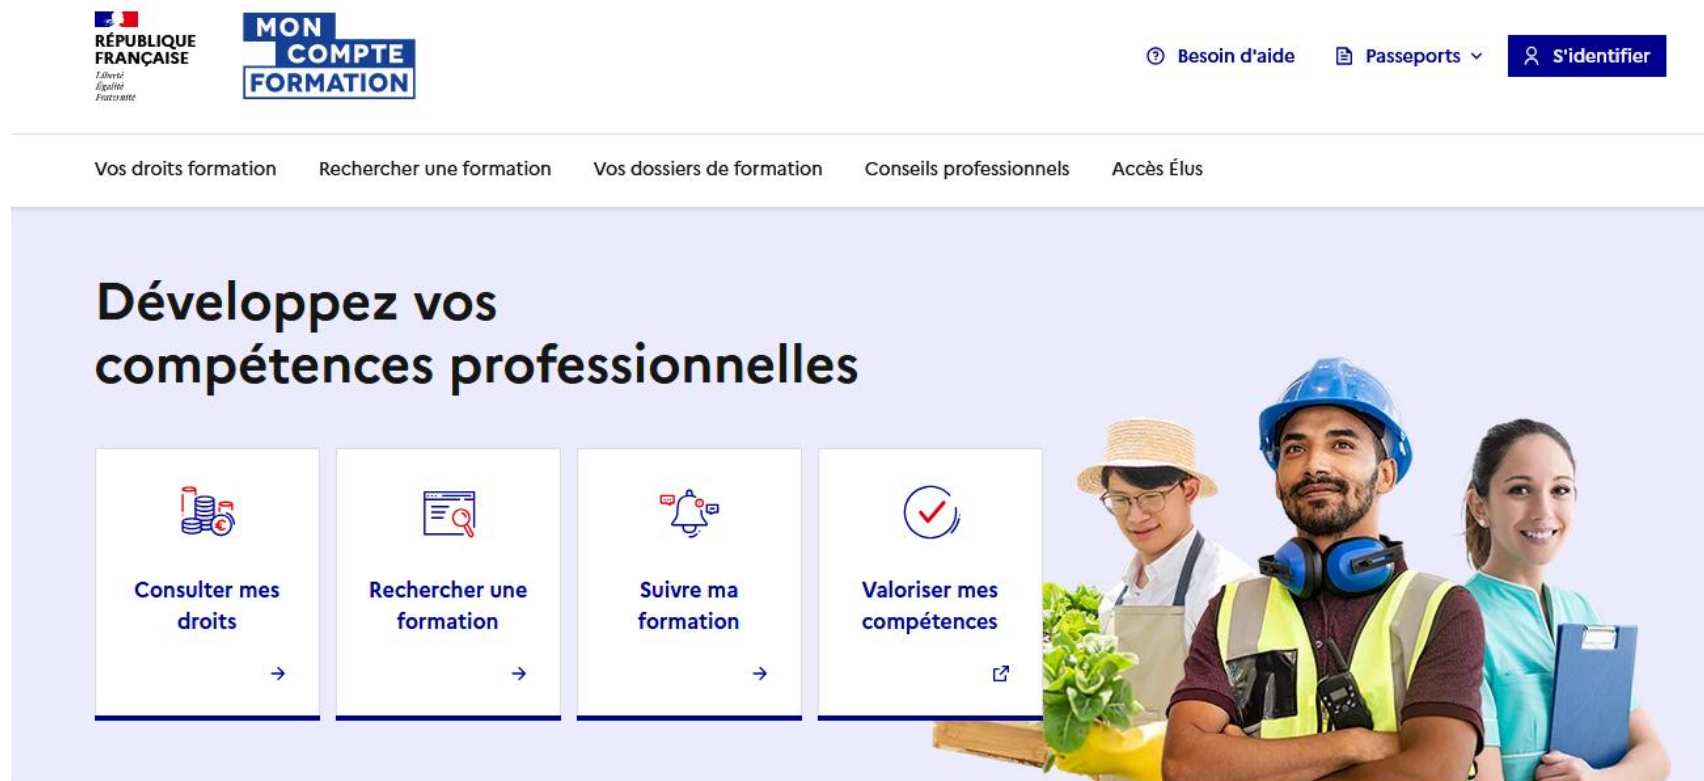 RÉPUBLIQUE
FRANÇAISE
Liberté
Égalité
Fraternité
MON
COMPTE
FORMATION
Besoin d'aide
Passeports
S'identifier
Vos droits formation
Rechercher une formation
Vos dossiers de formation
Conseils professionnels
Accès Élus
Développez vos
compétences professionnelles
Consulter mes
droits
Rechercher une
formation
Suivre ma
formation
Valoriser mes
compétences